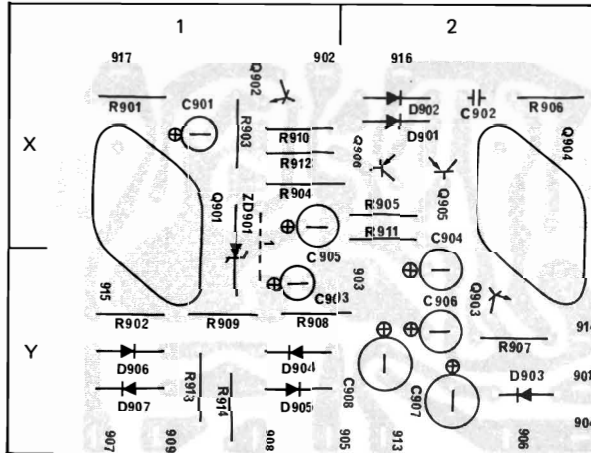 1 2
917 902 916
R901 C901 Q902 D902 C902 R906
X R903 R910 D901 Q904
R912 Q906
R904 Q905
Q901 ZD901 R905
1 R911 C904
C905
915 C903 903 C906 Q903
R902 R909 R908 914
R907
Y D906 D904
R913 R914 C908 C907 D903
D907 D905
907 909 908 905 913 906